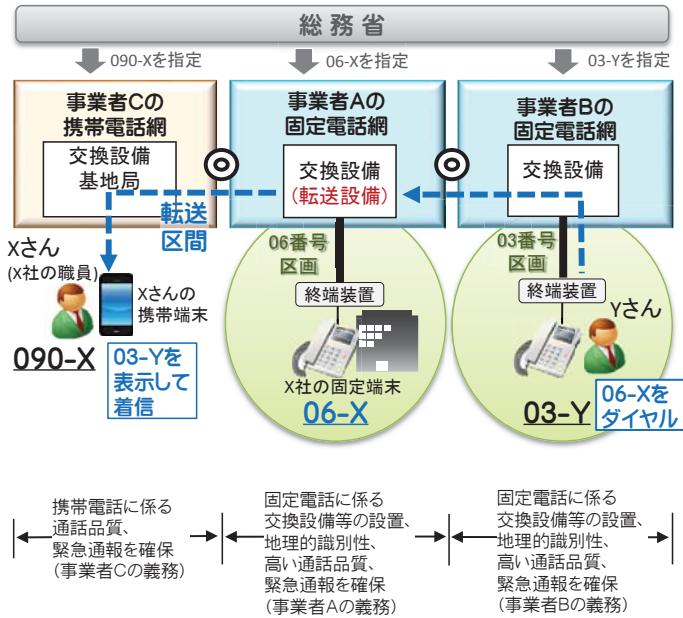 総務省
090-Xを指定
06-Xを指定
03-Yを指定
事業者Cの
携帯電話網
交換設備
基地局
事業者Aの
固定電話網
交換設備
(転送設備)
事業者Bの
固定電話網
交換設備
転送
区間
06番号
区画
03番号
区画
終端装置
終端装置
Xさん
(X社の職員)
Xさんの
携帯端末
090-X
03-Yを
表示して
着信
X社の固定端末
06-X
Yさん
03-Y
06-Xを
ダイヤル
携帯電話に係る
通話品質、
緊急通報を確保
(事業者Cの義務)
固定電話に係る
交換設備等の設置、
地理的識別性、
高い通話品質、
緊急通報を確保
(事業者Aの義務)
固定電話に係る
交換設備等の設置、
地理的識別性、
高い通話品質、
緊急通報を確保
(事業者Bの義務)